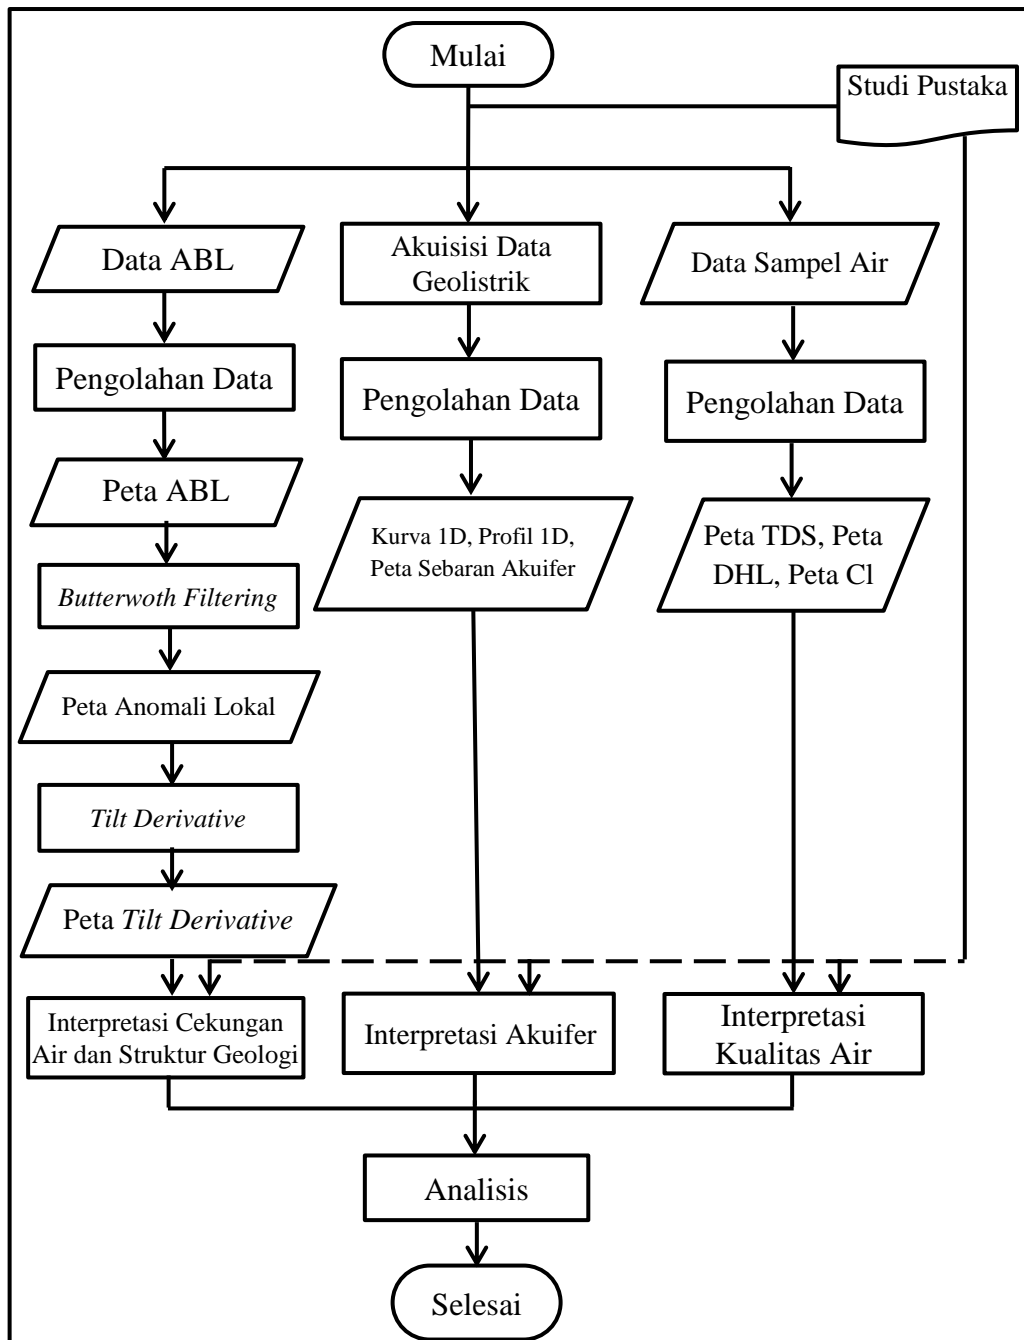 Mulai
Studi Pustaka
Data ABL
Pengolahan Data
Peta ABL
Butterwoth Filtering
Peta Anomali Lokal
Tilt Derivative
Peta Tilt Derivative
Interpretasi Cekungan
Air dan Struktur Geologi
Akuisisi Data
Geolistrik
Pengolahan Data
Kurva 1D, Profil 1D,
Peta Sebaran Akuifer
Interpretasi Akuifer
Data Sampel Air
Pengolahan Data
Peta TDS, Peta
DHL, Peta Cl
Interpretasi
Kualitas Air
Analisis
Selesai